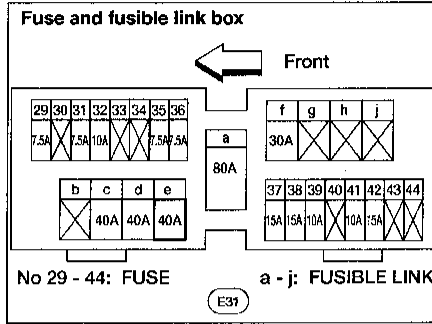 Fuse and fusible link box
Front
29 30 31 32 33 34 35 36
7.5A 7.5A 10A 7.5A 7.5A
a
80A
f g h j
30A
b c d e
40A 40A 40A
37 38 39 40 41 42 43 44
15A 15A 10A 10A 7.5A
No 29 - 44: FUSE
a - j: FUSIBLE LINK
E31